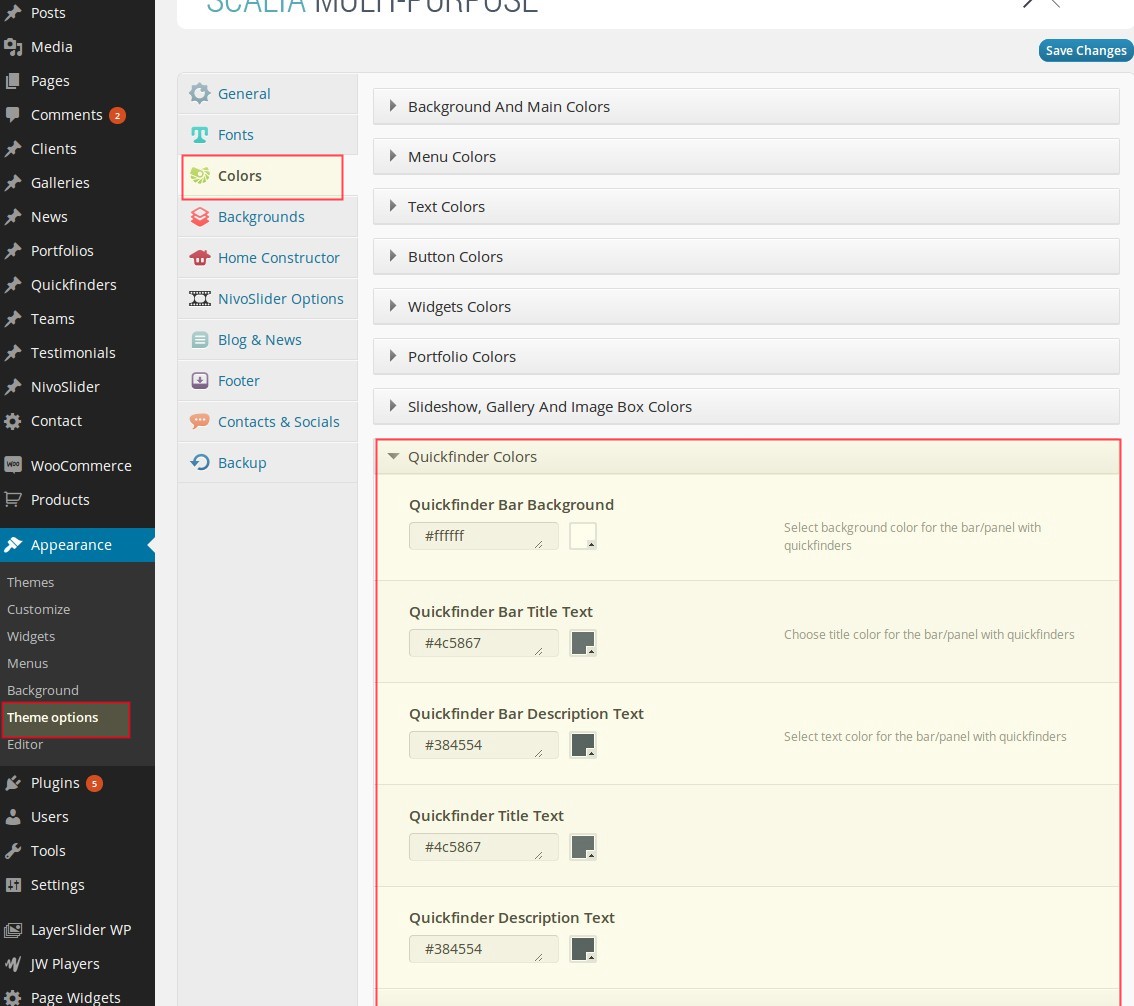 SCALIA MULTI-PURPOSE
Save Changes
Posts
Media
Pages
Comments 2
Clients
Galleries
News
Portfolios
Quickfinders
Teams
Testimonials
NivoSlider
Contact
WooCommerce
Products
Appearance
Themes
Customize
Widgets
Menus
Background
Theme options
Editor
Plugins 5
Users
Tools
Settings
LayerSlider WP
JW Players
Page Widgets
General
Fonts
Colors
Backgrounds
Home Constructor
NivoSlider Options
Blog & News
Footer
Contacts & Socials
Backup
Background And Main Colors
Menu Colors
Text Colors
Button Colors
Widgets Colors
Portfolio Colors
Slideshow, Gallery And Image Box Colors
Quickfinder Colors
Quickfinder Bar Background
#ffffff
Select background color for the bar/panel with
quickfinders
Quickfinder Bar Title Text
#4c5867
Choose title color for the bar/panel with quickfinders
Quickfinder Bar Description Text
#384554
Select text color for the bar/panel with quickfinders
Quickfinder Title Text
#4c5867
Quickfinder Description Text
#384554